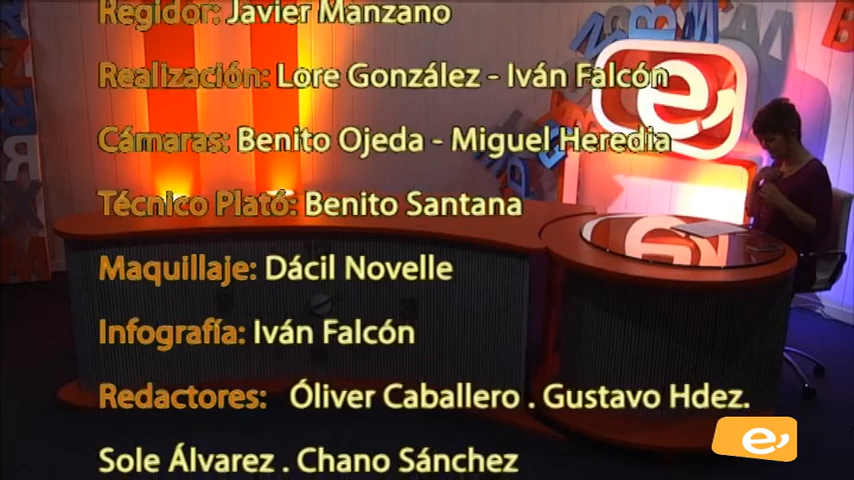 Regidor: Javier Manzano
Realización: Lore González - Iván Falcón
Cámaras: Benito Ojeda - Miguel Heredia
Técnico Plató: Benito Santana
Maquillaje: Dácil Novelle
Infografía: Iván Falcón
Redactores: Óliver Caballero . Gustavo Hdez.
Sole Álvarez . Chano Sánchez
e
e
e